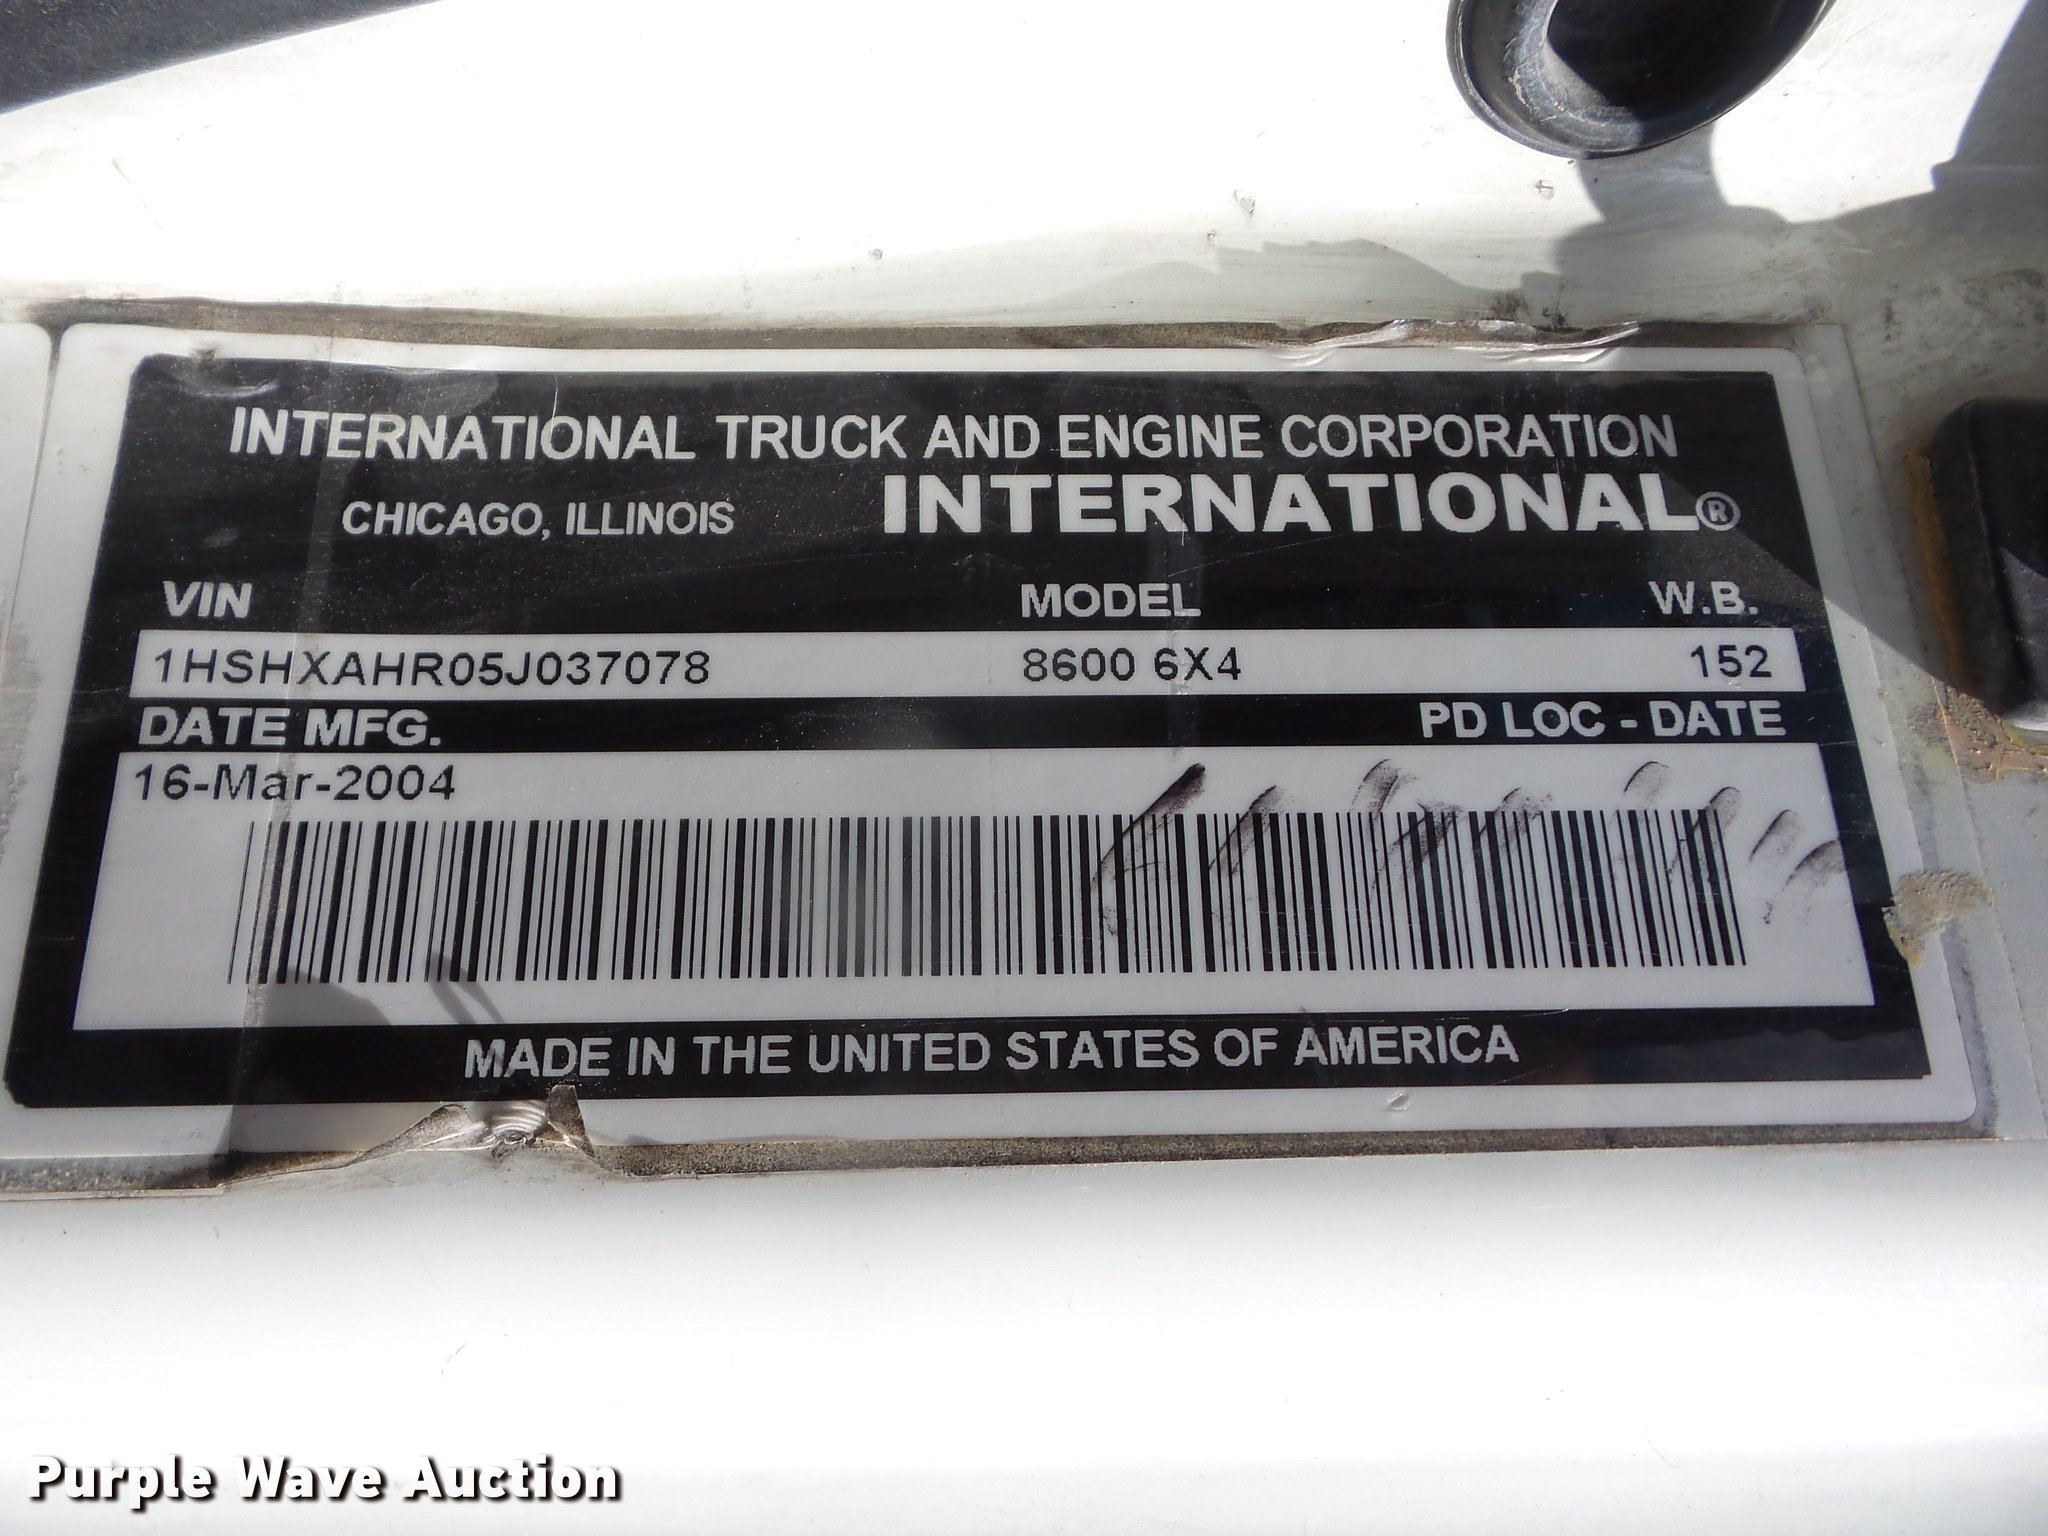 INTERNATIONAL TRUCK AND ENGINE CORPORATION
CHICAGO, ILLINOIS INTERNATIONAL®
VIN MODEL W.B.
1HSHXAHR05J037078 8600 6X4 152
DATE MFG. PD LOC - DATE
16-Mar-2004
MADE IN THE UNITED STATES OF AMERICA
Purple Wave Auction